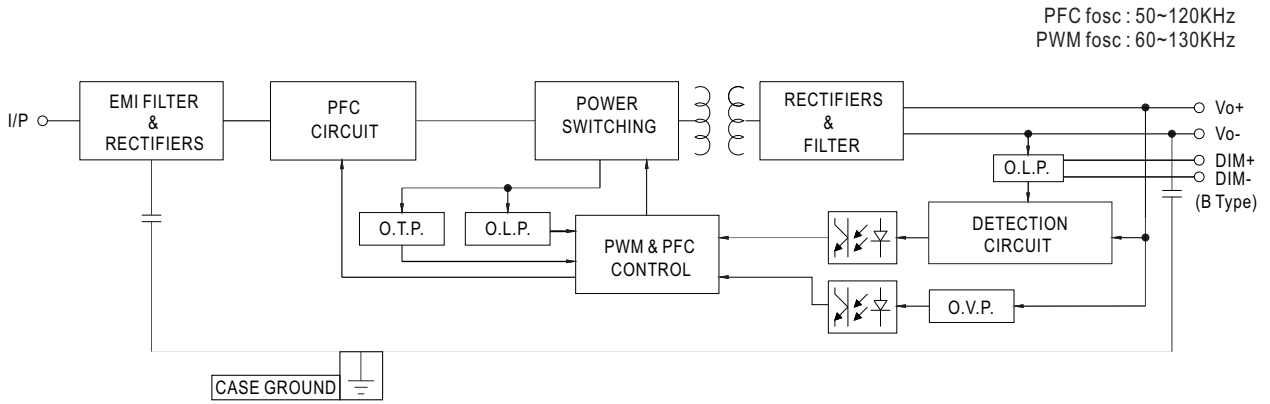 PFC fosc : 50~120KHz
PWM fosc : 60~130KHz
I/P
EMI FILTER
&
RECTIFIERS
PFC
CIRCUIT
POWER
SWITCHING
RECTIFIERS
&
FILTER
Vo+
Vo-
DIM+
DIM-
(B Type)
O.L.P.
O.T.P.
O.L.P.
PWM & PFC
CONTROL
DETECTION
CIRCUIT
O.V.P.
CASE GROUND